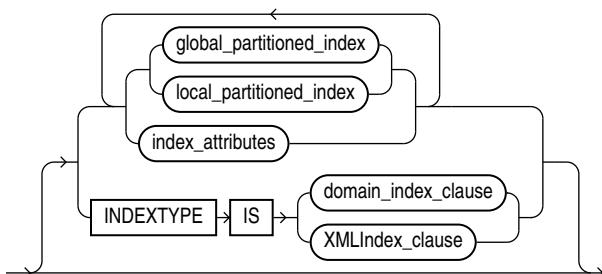 global_partitioned_index
local_partitioned_index
index_attributes
INDEXTYPE IS domain_index_clause
XMLIndex_clause